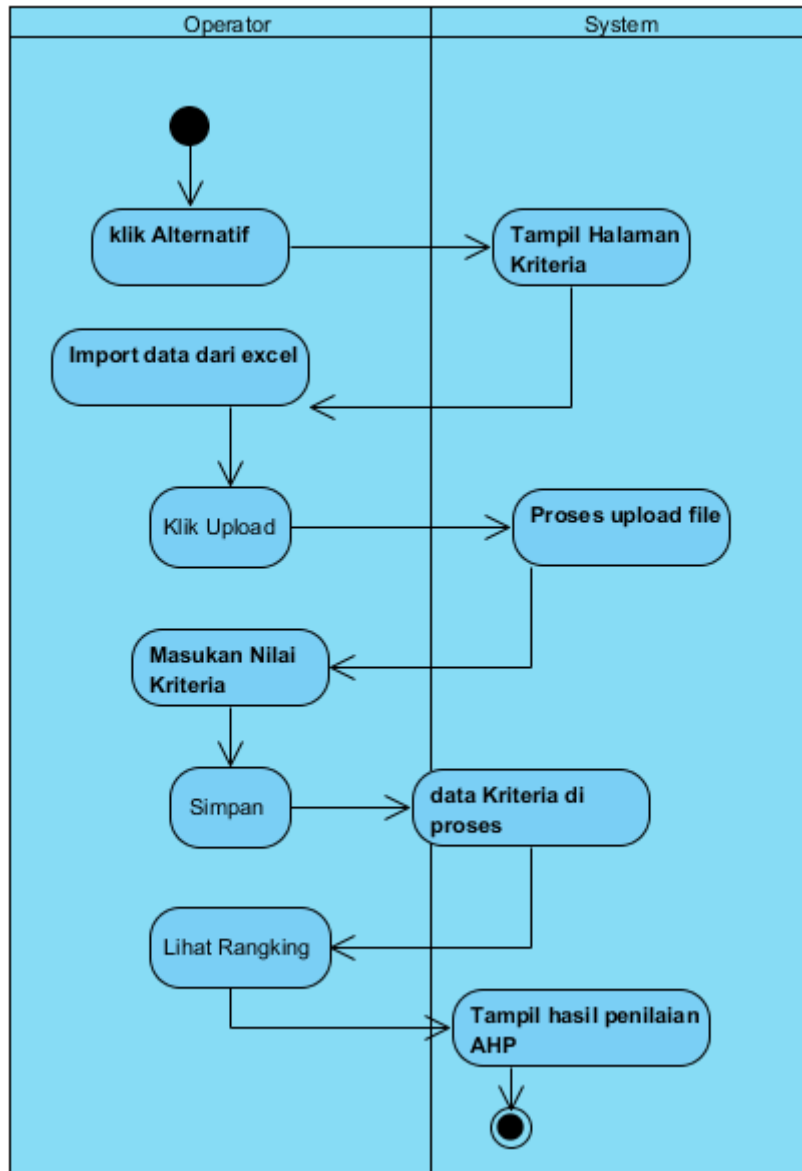 Operator
System
klik Alternatif
Tampil Halaman
Kriteria
Import data dari excel
Klik Upload
Proses upload file
Masukan Nilai
Kriteria
Simpan
data Kriteria di
proses
Lihat Rangking
Tampil hasil penilaian
AHP